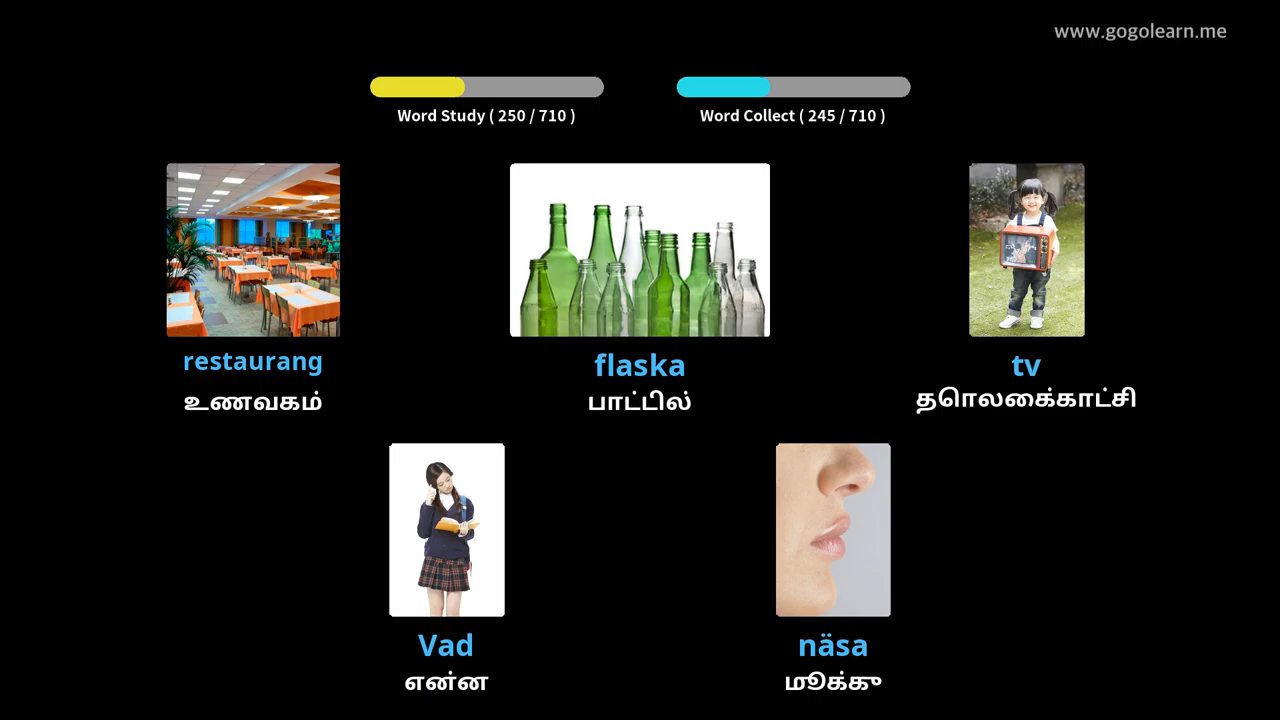 www.gogolearn.me
Word Study ( 250 / 710 )
Word Collect ( 245 / 710 )
restaurang
flaska
tv
உணவகம்
பாட்டில்
தொலைக்காட்சி
Vad
näsa
என்ன
மூக்கு